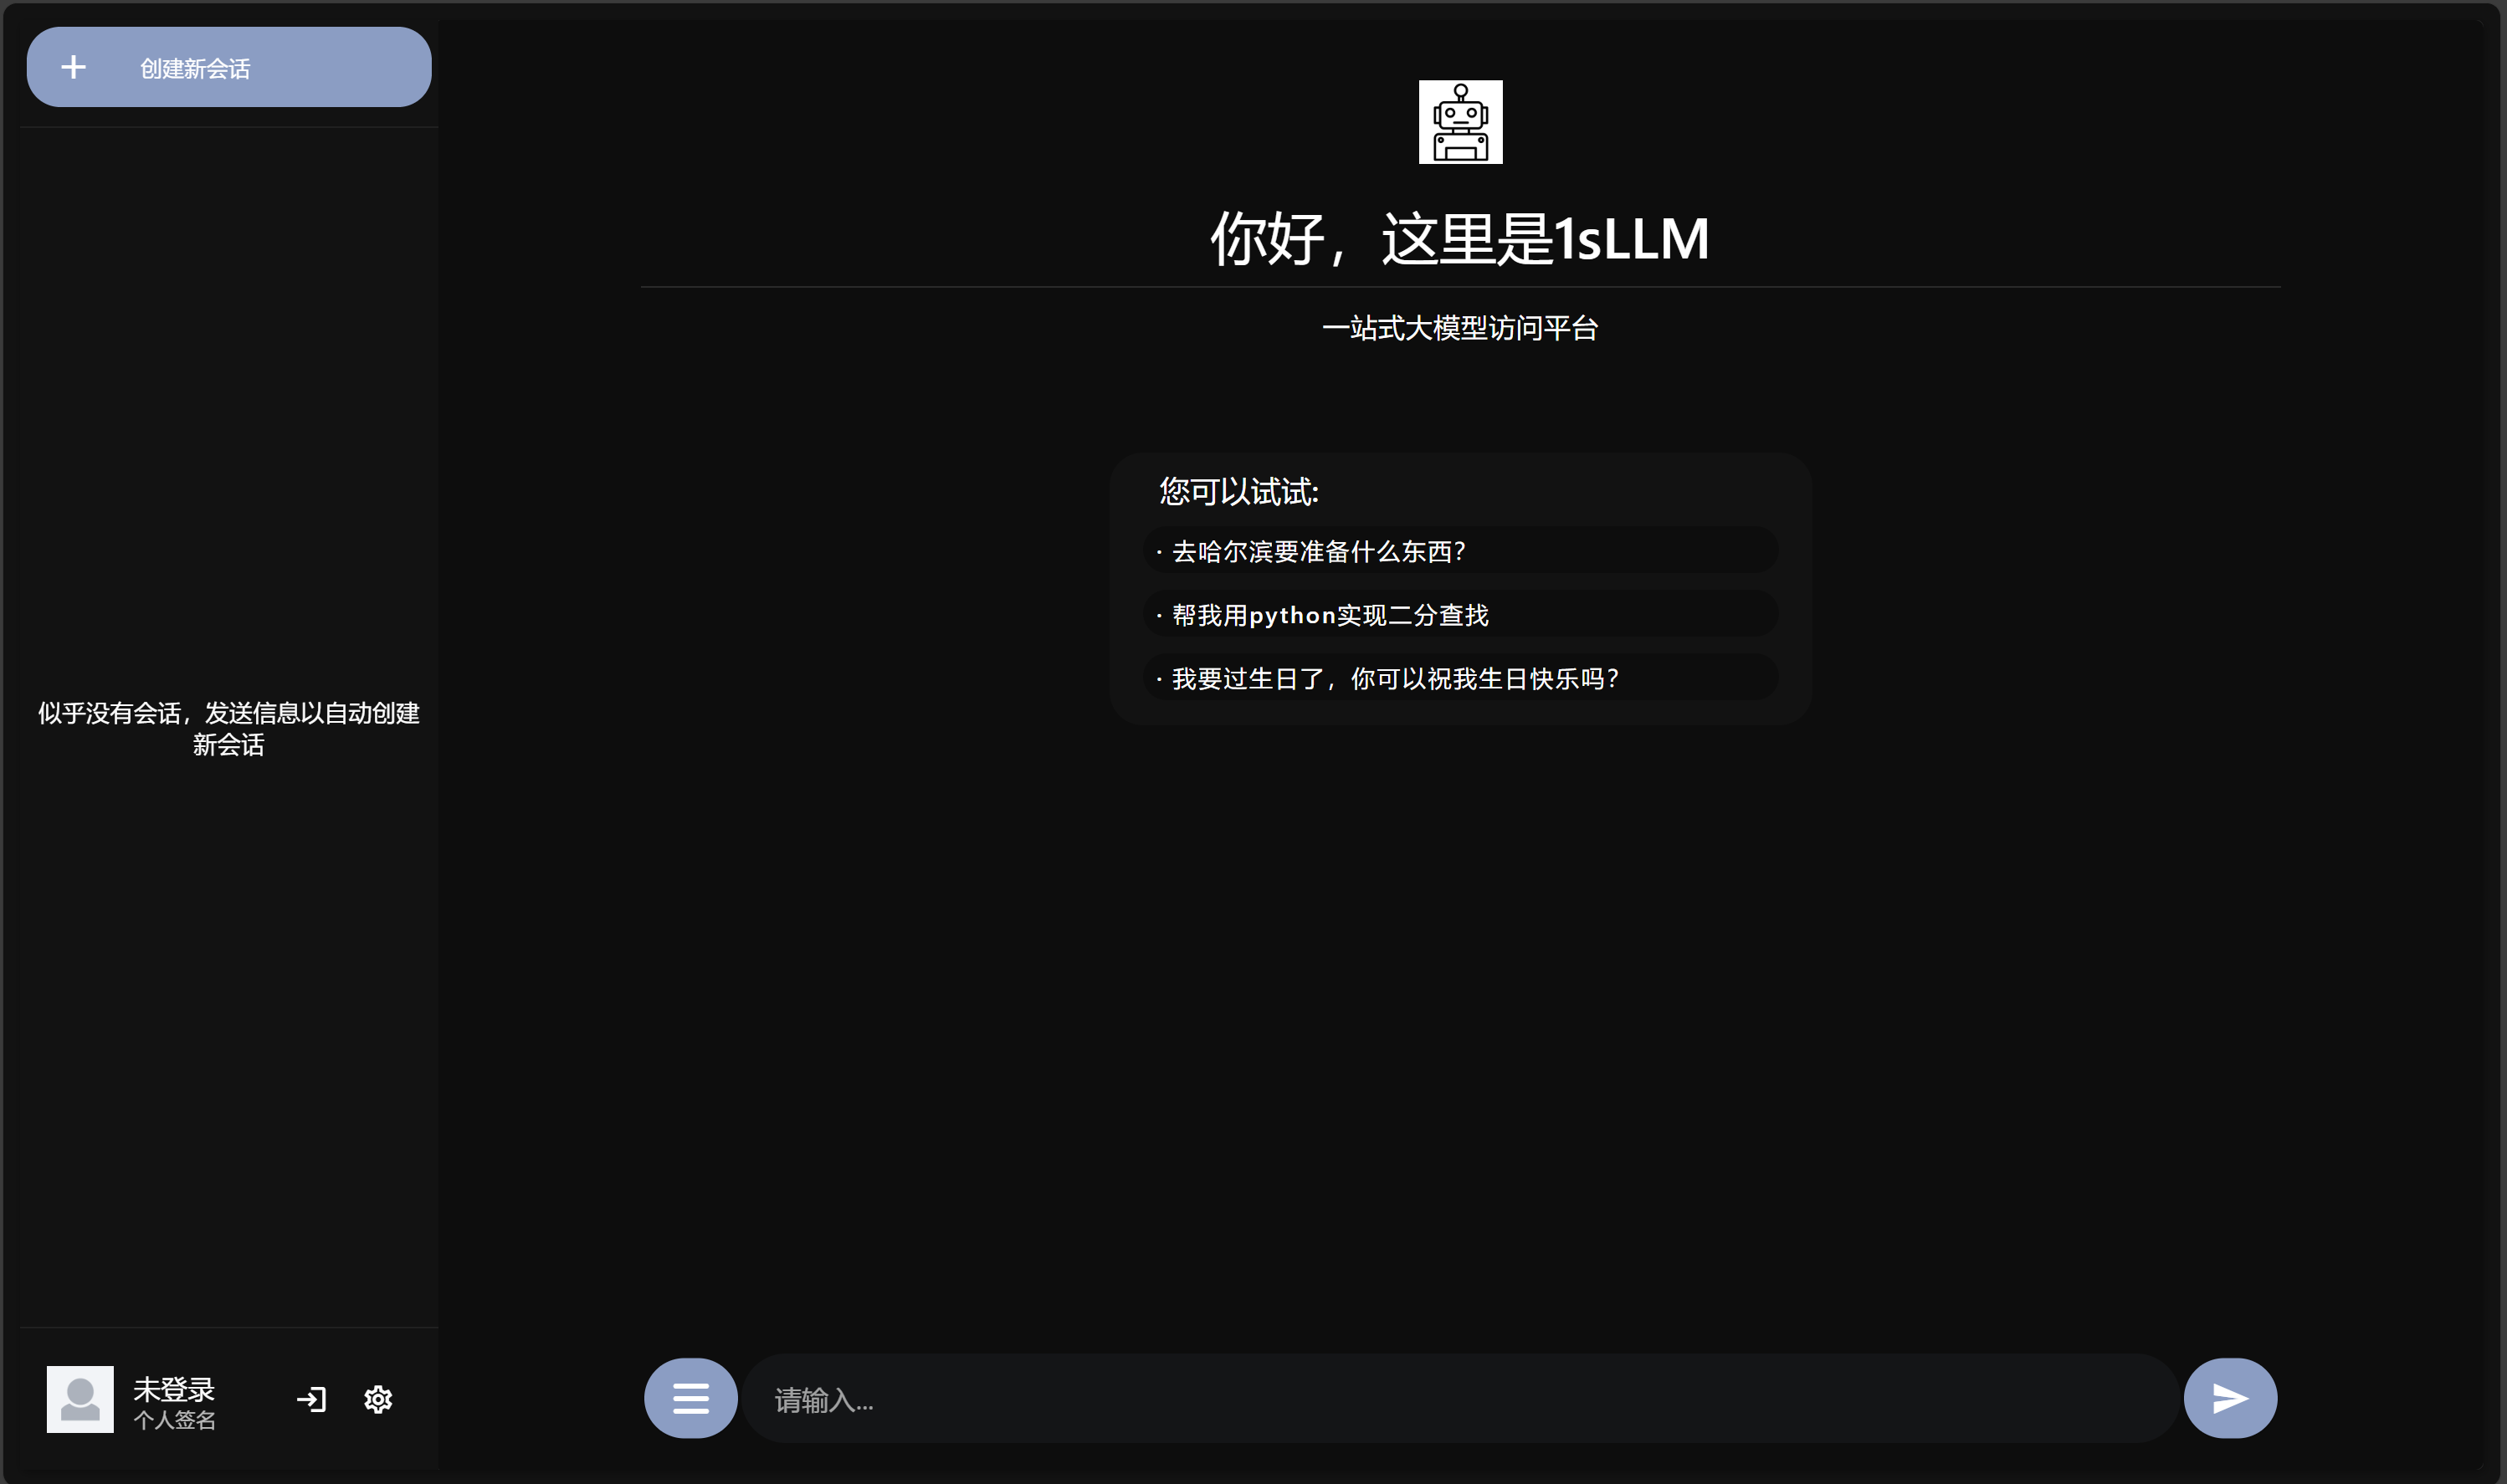 创建新会话
似乎没有会话，发送信息以自动创建
新会话
未登录
个人签名
你好，这里是1sLLM
一站式大模型访问平台
您可以试试:
· 去哈尔滨要准备什么东西？
· 帮我用python实现二分查找
· 我要过生日了，你可以祝我生日快乐吗？
请输入...